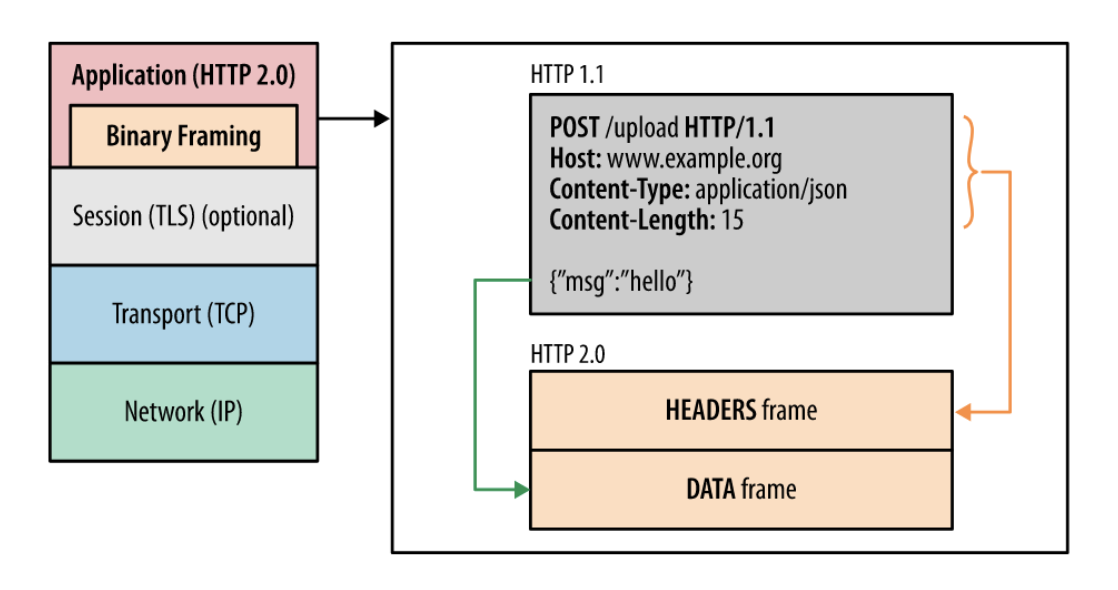 Application (HTTP 2.0)
Binary Framing
Session (TLS) (optional)
Transport (TCP)
Network (IP)
HTTP 1.1
POST /upload HTTP/1.1
Host: www.example.org
Content-Type: application/json
Content-Length: 15
{”msg”:”hello”}
HTTP 2.0
HEADERS frame
DATA frame